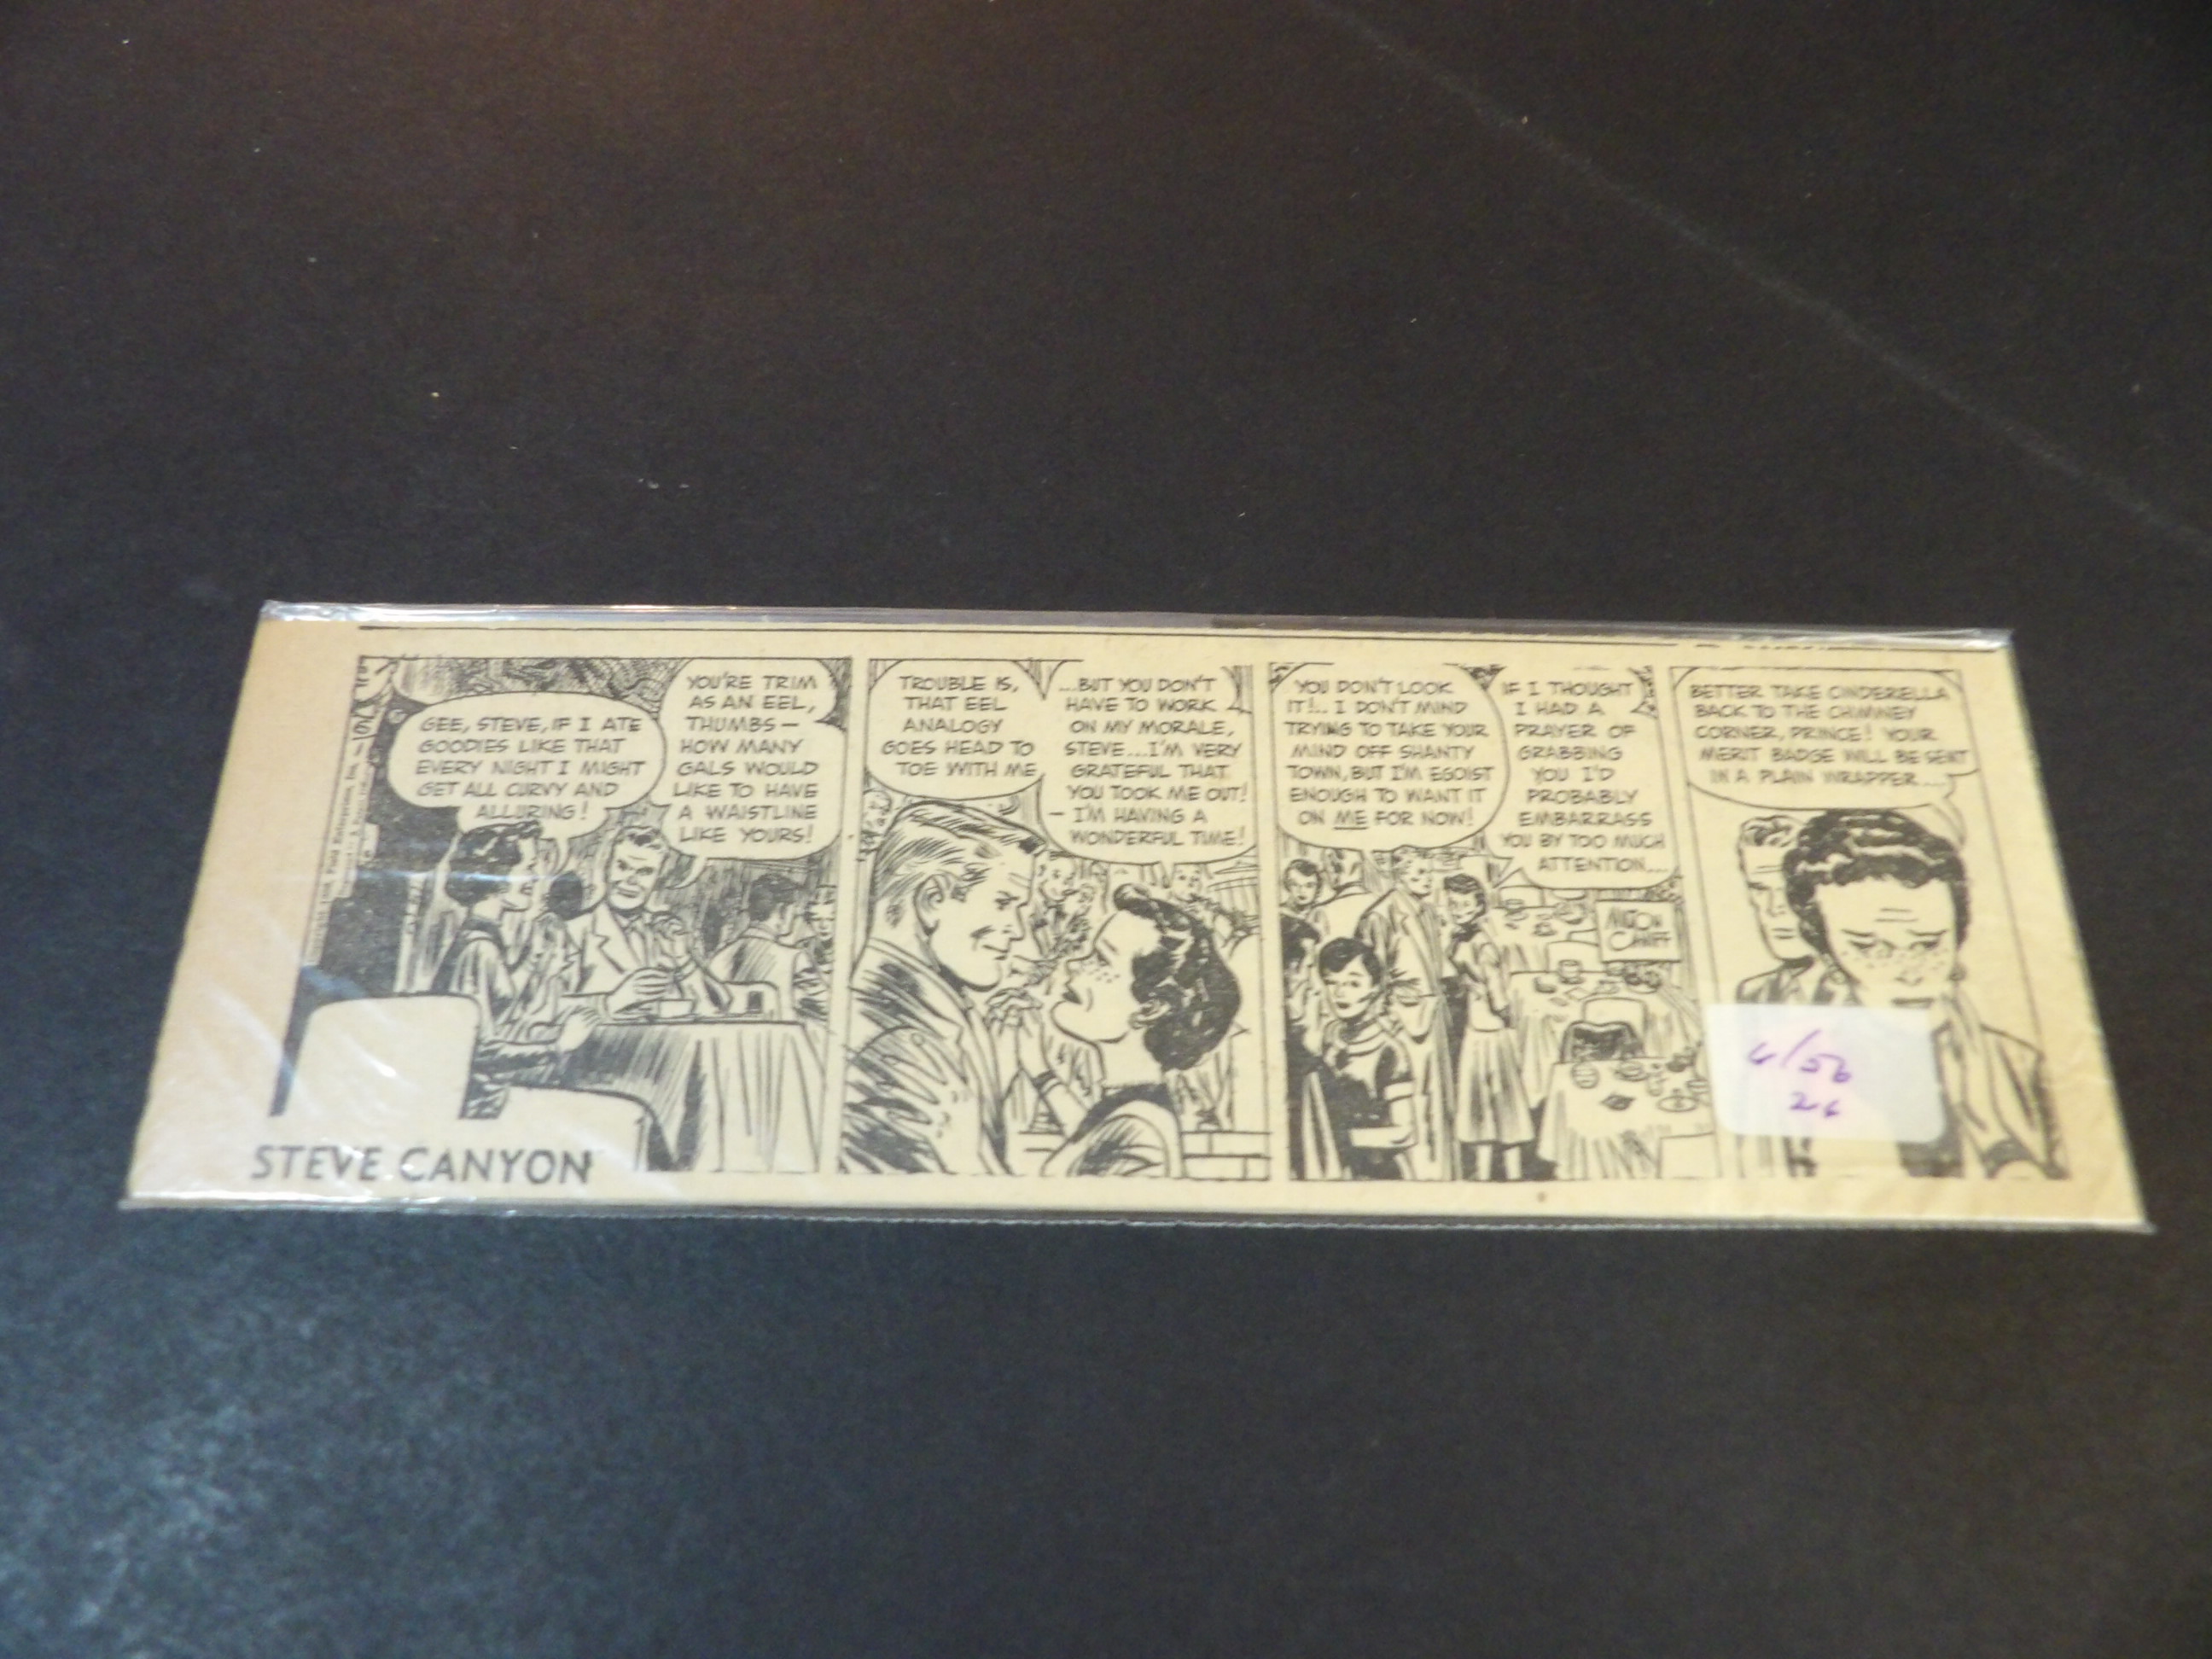 GEE, STEVE, IF I ATE
GOODIES LIKE THAT
EVERY NIGHT I MIGHT
GET ALL CURVY AND
ALLURING!
YOU'RE TRIM
AS AN EEL,
THUMBS—
HOW MANY
GALS WOULD
LIKE TO HAVE
A WAISTLINE
LIKE YOURS!
TROUBLE IS,
THAT EEL
ANALOGY
GOES HEAD TO
TOE WITH ME
...BUT YOU DON'T
HAVE TO WORK
ON MY MORALE,
STEVE...I'M VERY
GRATEFUL THAT
YOU TOOK ME OUT!
— I'M HAVING A
WONDERFUL TIME!
YOU DON'T LOOK
IT!.. I DON'T MIND
TRYING TO TAKE YOUR
MIND OFF SHANTY
TOWN, BUT I'M EGOIST
ENOUGH TO WANT IT
ON ME FOR NOW!
IF I THOUGHT
I HAD A
PRAYER OF
GRABBING
YOU I'D
PROBABLY
EMBARRASS
YOU BY TOO MUCH
ATTENTION...
MILTON
CANIFF
BETTER TAKE CINDERELLA
BACK TO THE CHIMNEY
CORNER, PRINCE! YOUR
MERIT BADGE WILL BE SENT
IN A PLAIN WRAPPER...
6/56
26
STEVE CANYON